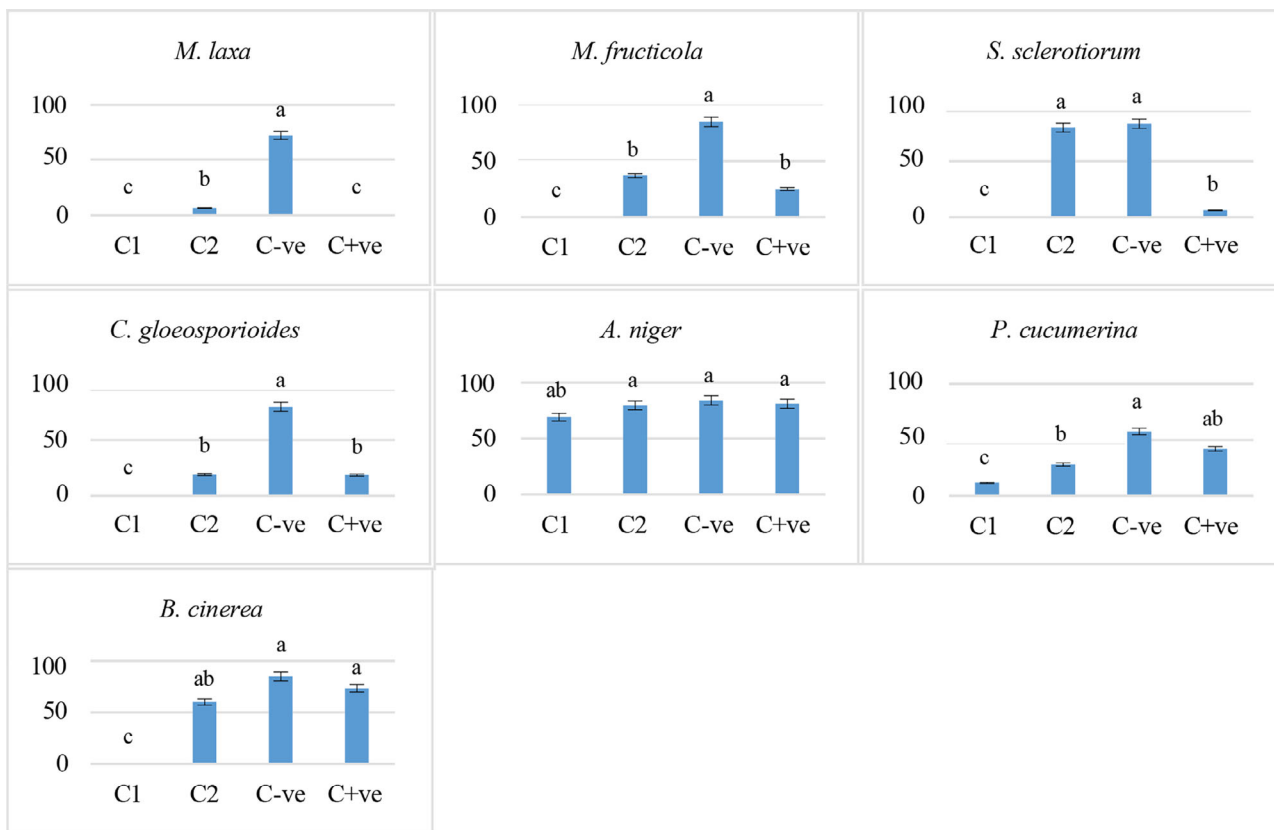 M. laxa
100
50
0
c
b
a
c
C1 C2 C-ve C+ve
M. fructicola
100
50
0
c
b
a
b
C1 C2 C-ve C+ve
S. sclerotiorum
100
50
0
c
a
a
b
C1 C2 C-ve C+ve
C. gloeosporioides
100
50
0
c
b
a
b
C1 C2 C-ve C+ve
A. niger
100
50
0
ab
a
a
a
C1 C2 C-ve C+ve
P. cucumerina
100
50
0
c
b
a
ab
C1 C2 C-ve C+ve
B. cinerea
100
50
0
c
ab
a
a
C1 C2 C-ve C+ve